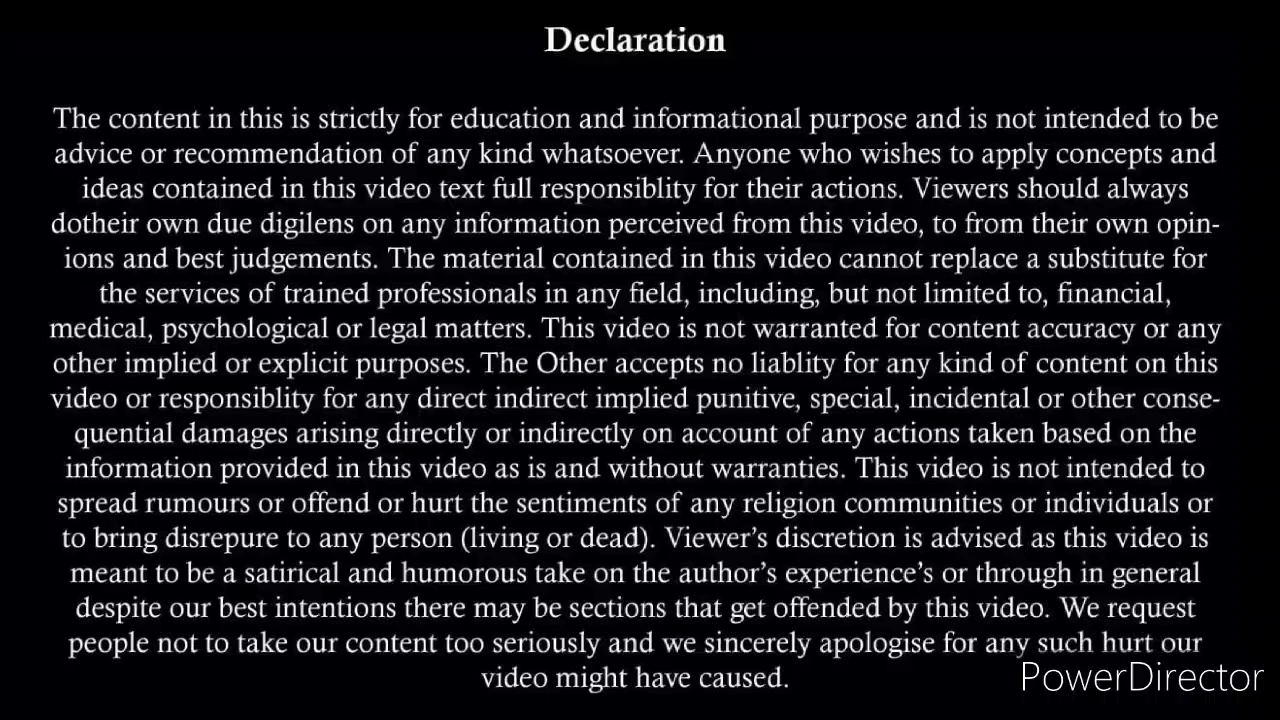 Declaration
The content in this is strictly for education and informational purpose and is not intended to be
advice or recommendation of any kind whatsoever. Anyone who wishes to apply concepts and
ideas contained in this video text full responsiblity for their actions. Viewers should always
dotheir own due digilens on any information perceived from this video, to from their own opin-
ions and best judgements. The material contained in this video cannot replace a substitute for
the services of trained professionals in any field, including, but not limited to, financial,
medical, psychological or legal matters. This video is not warranted for content accuracy or any
other implied or explicit purposes. The Other accepts no liablity for any kind of content on this
video or responsiblity for any direct indirect implied punitive, special, incidental or other conse-
quential damages arising directly or indirectly on account of any actions taken based on the
information provided in this video as is and without warranties. This video is not intended to
spread rumours or offend or hurt the sentiments of any religion communities or individuals or
to bring disrepure to any person (living or dead). Viewer’s discretion is advised as this video is
meant to be a satirical and humorous take on the author’s experience’s or through in general
despite our best intentions there may be sections that get offended by this video. We request
people not to take our content too seriously and we sincerely apologise for any such hurt our
video might have caused.
PowerDirector